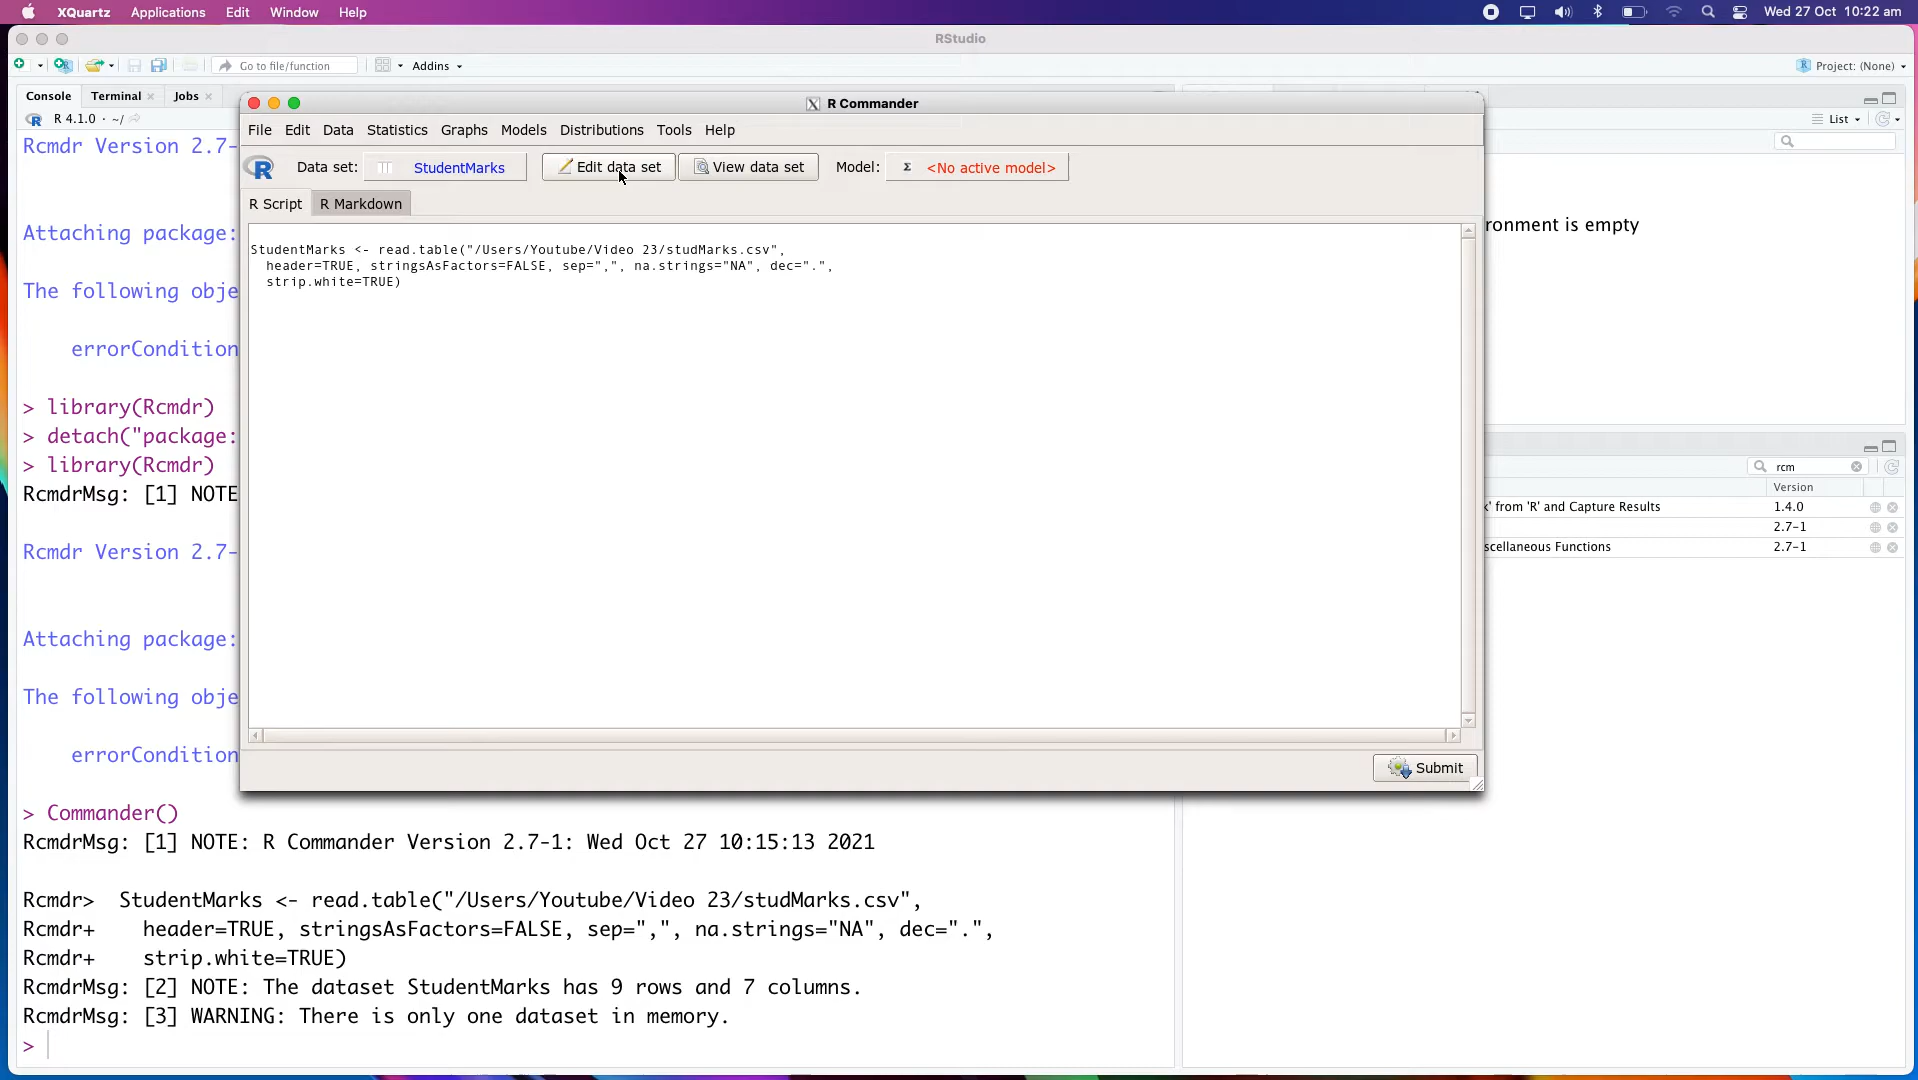 XQuartz Applications Edit Window Help Wed 27 Oct 10:22 am
RStudio
Go to file/function Addins Project: (None)
Console Terminal Jobs
R 4.1.0 · ~/
List
Rcmdr Version 2.7-
ronment is empty
Attaching package:
The following obje
errorCondition
> library(Rcmdr)
> detach("package:
> library(Rcmdr)
RcmdrMsg: [1] NOTE
Rcmdr Version 2.7-
Attaching package:
The following obje
errorCondition
R Commander
File Edit Data Statistics Graphs Models Distributions Tools Help
R Data set: StudentMarks Edit data set View data set Model: Σ <No active model>
R Script R Markdown
StudentMarks <- read.table("/Users/Youtube/Video 23/studMarks.csv",
header=TRUE, stringsAsFactors=FALSE, sep=",", na.strings="NA", dec=".",
strip.white=TRUE)
Submit
rcm
Version
k' from 'R' and Capture Results 1.4.0
2.7-1
scellaneous Functions 2.7-1
> Commander()
RcmdrMsg: [1] NOTE: R Commander Version 2.7-1: Wed Oct 27 10:15:13 2021
Rcmdr> StudentMarks <- read.table("/Users/Youtube/Video 23/studMarks.csv",
Rcmdr+ header=TRUE, stringsAsFactors=FALSE, sep=",", na.strings="NA", dec=".",
Rcmdr+ strip.white=TRUE)
RcmdrMsg: [2] NOTE: The dataset StudentMarks has 9 rows and 7 columns.
RcmdrMsg: [3] WARNING: There is only one dataset in memory.
>